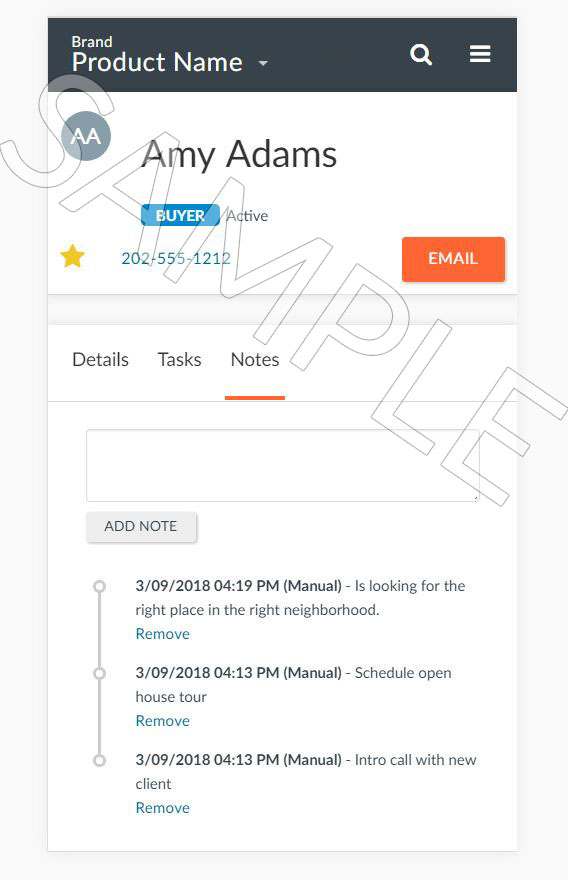 Brand
Product Name
AA
Amy Adams
BUYER Active
202-555-1212
EMAIL
SAMPLE
Details Tasks Notes
ADD NOTE
3/09/2018 04:19 PM (Manual) - Is looking for the
right place in the right neighborhood.
Remove
3/09/2018 04:13 PM (Manual) - Schedule open
house tour
Remove
3/09/2018 04:13 PM (Manual) - Intro call with new
client
Remove